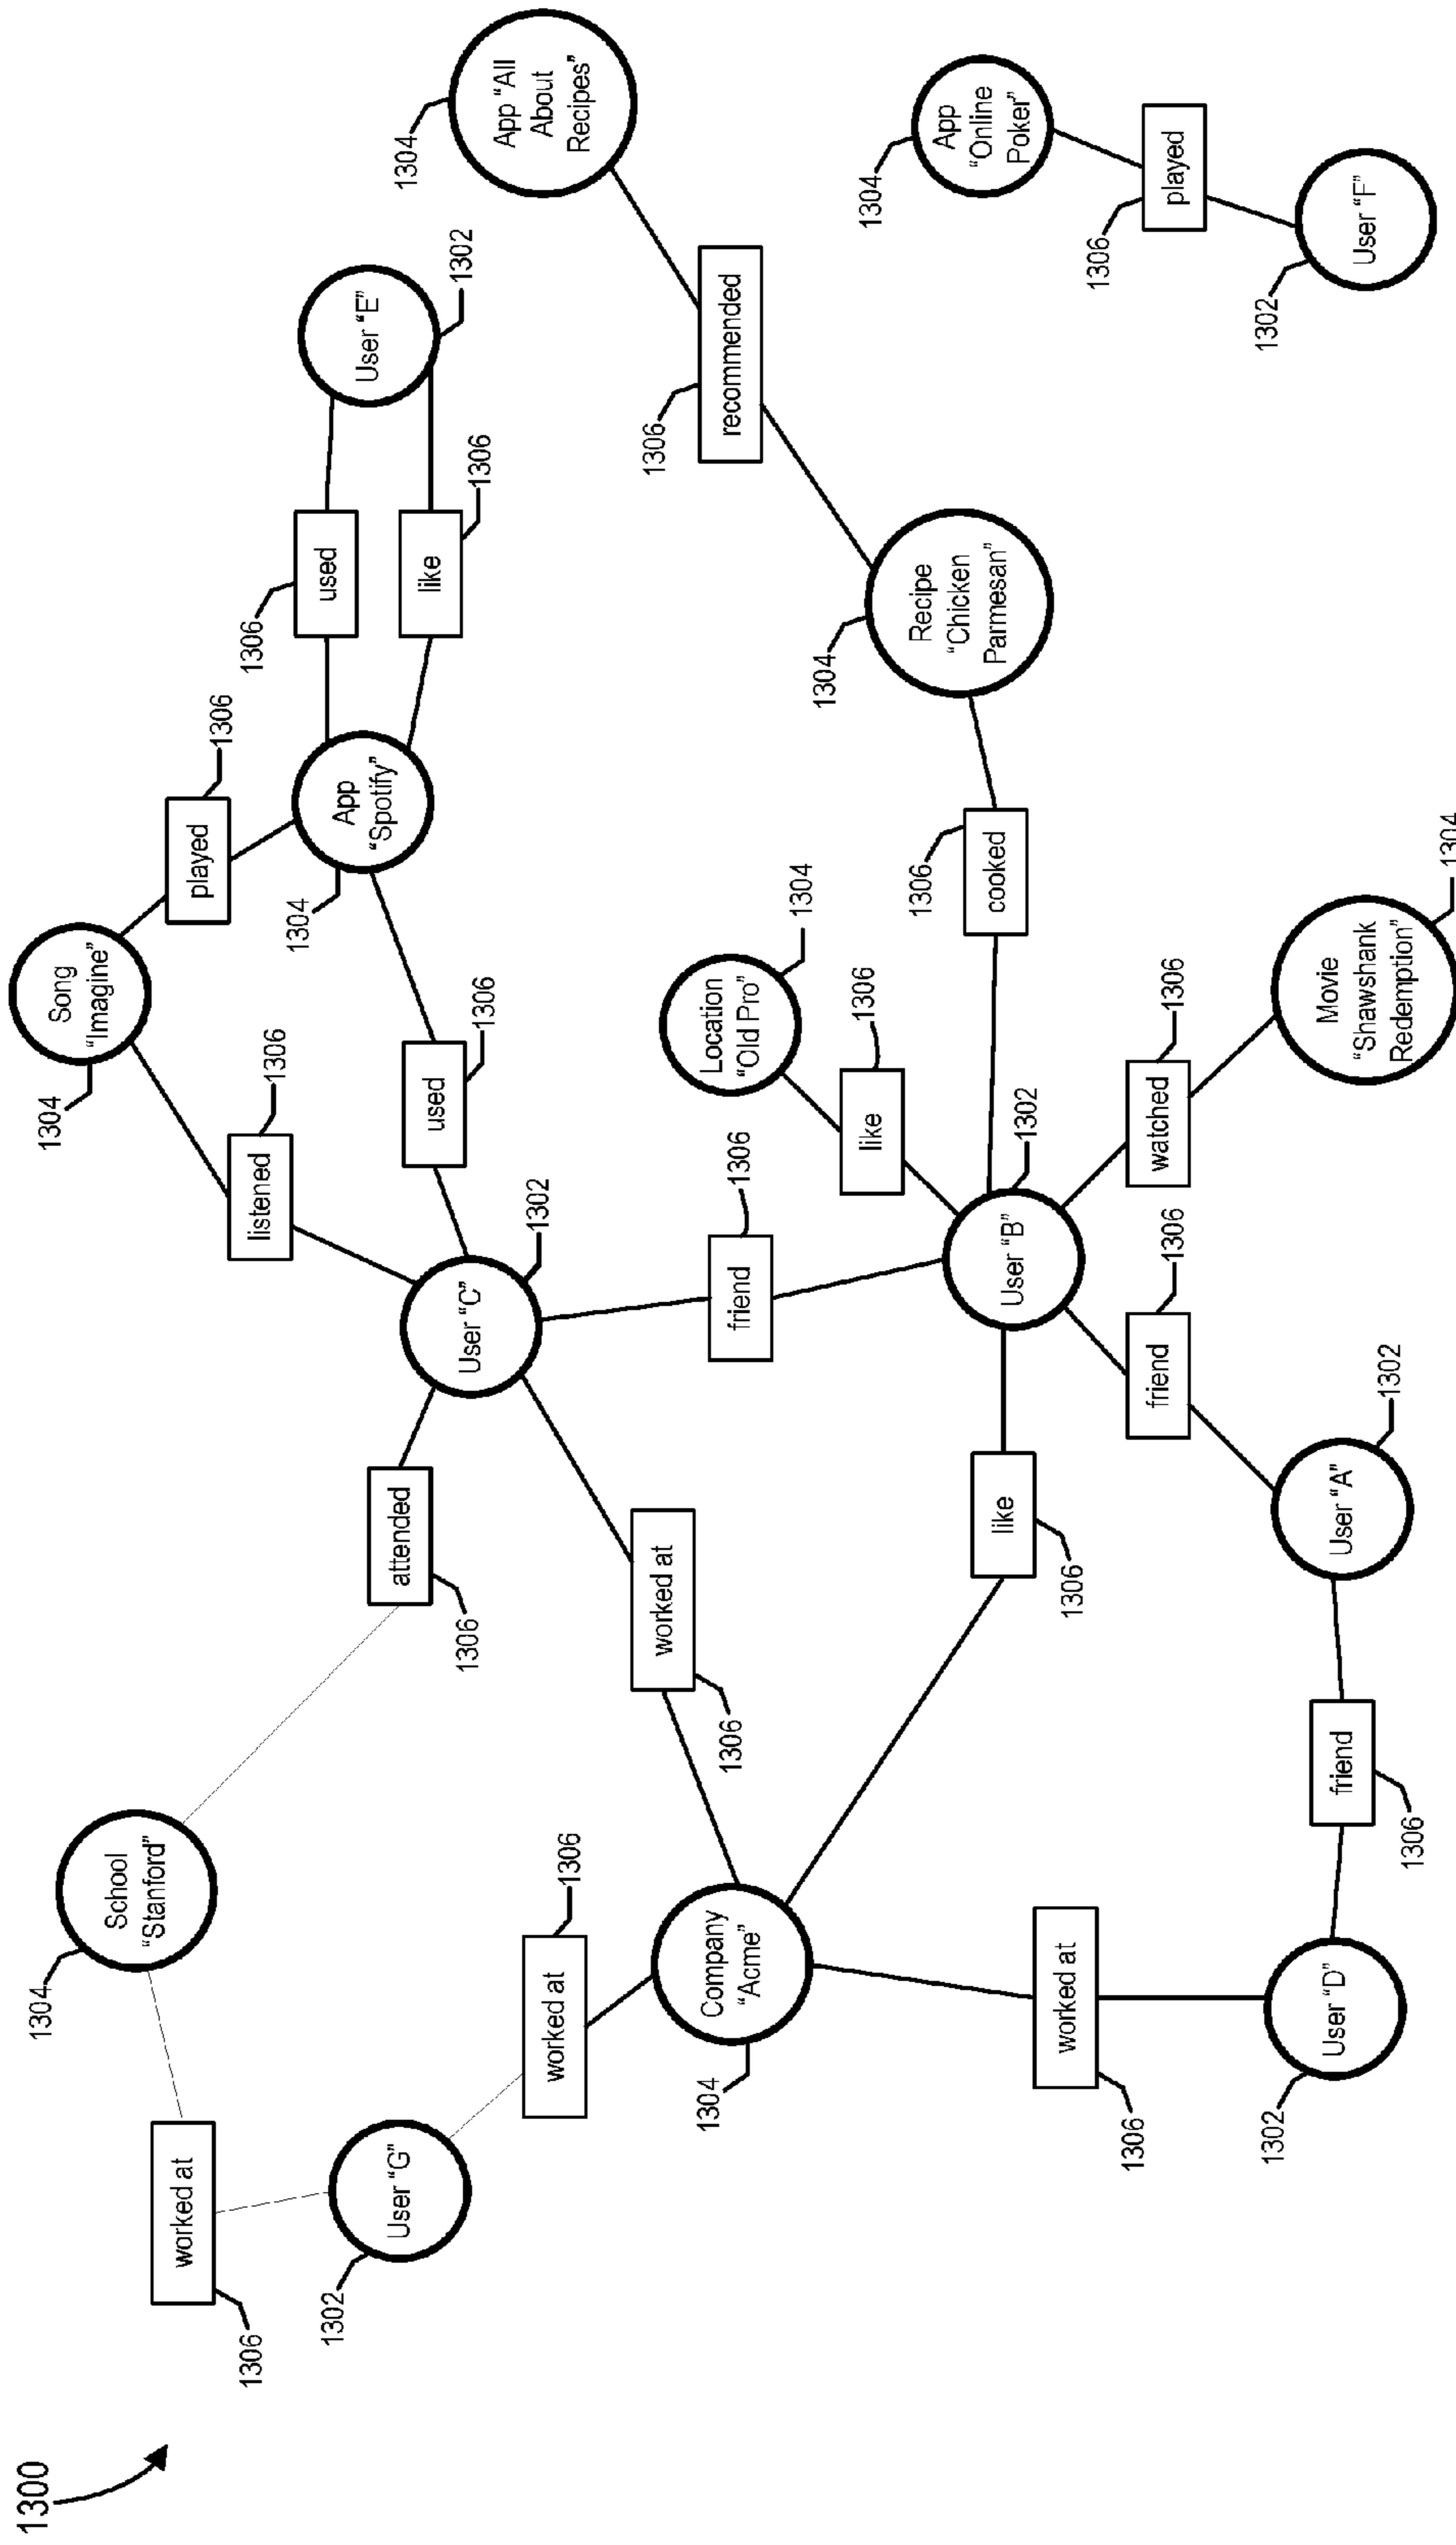 1300
1306
worked at
1304
School
"Stanford"
1304
Song
"Imagine"
played
1306
listened
1306
1302
User "G"
attended
1306
User "C"
1302
used
1306
1304
App
"Spotify"
1306
used
like
1306
User "E"
1302
1304
App "All
About
Recipes"
worked at
1306
worked at
1306
friend
1306
1304
Company
"Acme"
Location
"Old Pro"
1304
like
1306
1306
recommended
like
1306
User "B"
1302
1306
cooked
1304
Recipe
"Chicken
Parmesan"
1304
App
"Online
Poker"
worked at
1306
friend
1306
watched
1306
1306
played
1302
User "D"
friend
1306
User "A"
1302
Movie
"Shawshank
Redemption"
1304
1302
User "F"